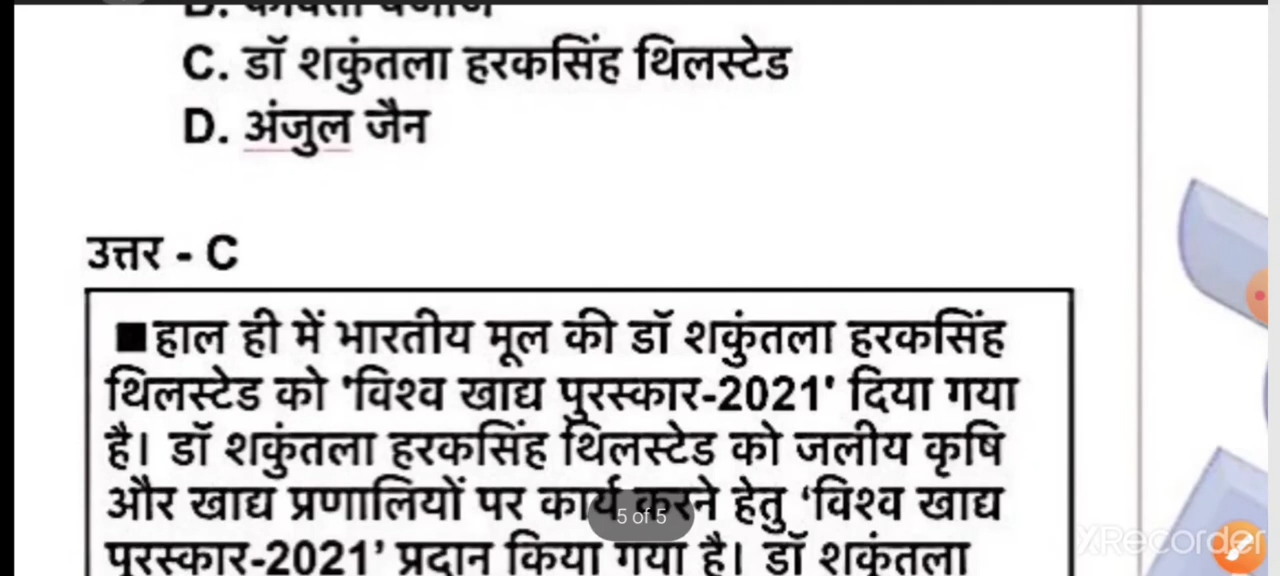 C. डॉ शकुंतला हरकसिंह थिलस्टेड
D. अंजुल जैन
उत्तर - C
■हाल ही में भारतीय मूल की डॉ शकुंतला हरकसिंह
थिलस्टेड को 'विश्व खाद्य पुरस्कार-2021' दिया गया
है। डॉ शकुंतला हरकसिंह थिलस्टेड को जलीय कृषि
और खाद्य प्रणालियों पर कार्य करने हेतु ‘विश्व खाद्य
5 of 5
पुरस्कार-2021’ प्रदान किया गया है। डॉ शकुंतला
XRecorder